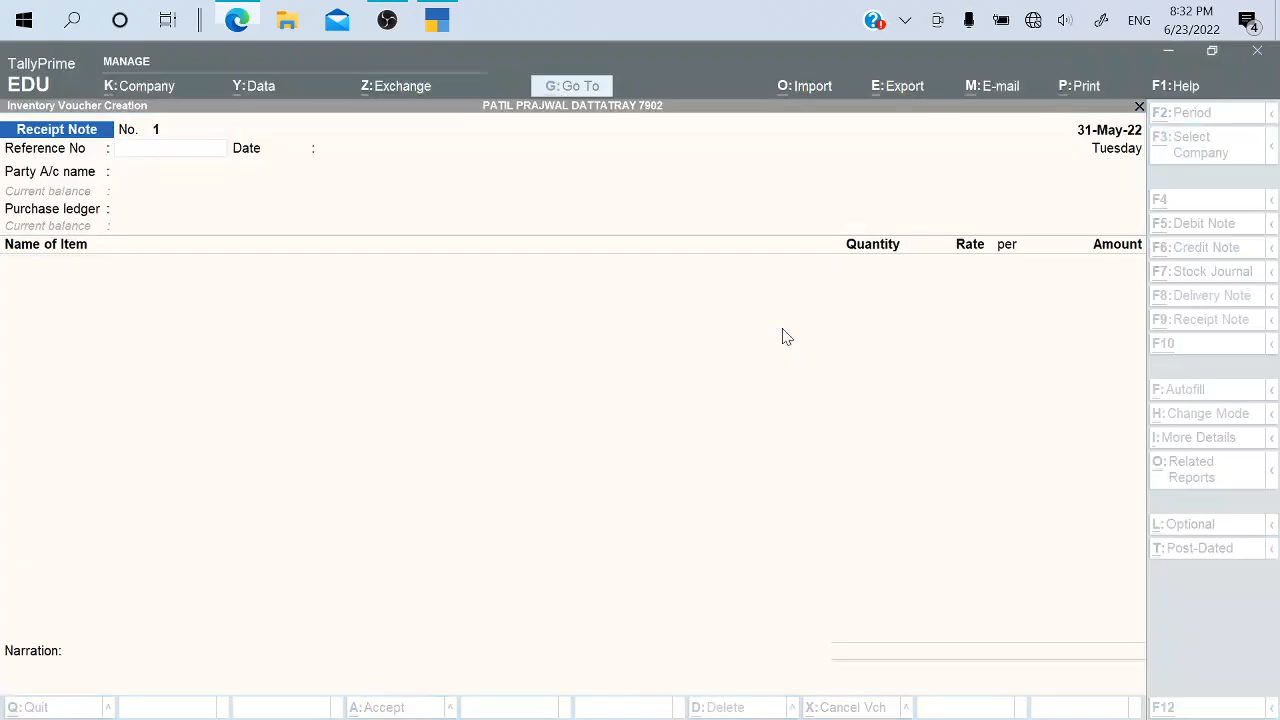 ENG
8:32 PM
6/23/2022
4
TallyPrime
EDU
MANAGE
K:Company
Y:Data
Z:Exchange
G:Go To
O:Import
E:Export
M:E-mail
P:Print
F1:Help
Inventory Voucher Creation
PATIL PRAJWAL DATTATRAY 7902
Receipt Note No. 1
31-May-22
Reference No :
Date :
Tuesday
Party A/c name :
Current balance :
Purchase ledger :
Current balance :
Name of Item
Quantity
Rate per
Amount
Narration:
F2:Period
F3:Select
Company
F4
F5:Debit Note
F6:Credit Note
F7:Stock Journal
F8:Delivery Note
F9:Receipt Note
F10
F:Autofill
H:Change Mode
I:More Details
O:Related
Reports
L:Optional
T:Post-Dated
Q:Quit
A:Accept
D:Delete
X:Cancel Vch
F12